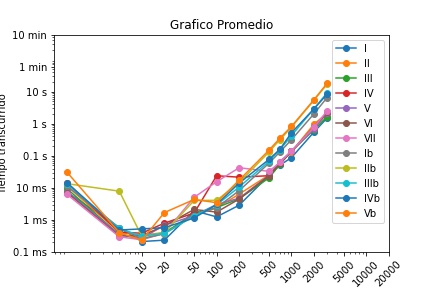 Grafico Promedio
10 min
1 min
10 s
1 s
0.1 s
10 ms
1 ms
0.1 ms
transcurrido
10
20
50
100
200
500
1000
2000
5000
10000
20000
I
II
III
IV
V
VI
VII
Ib
IIb
IIIb
IVb
Vb